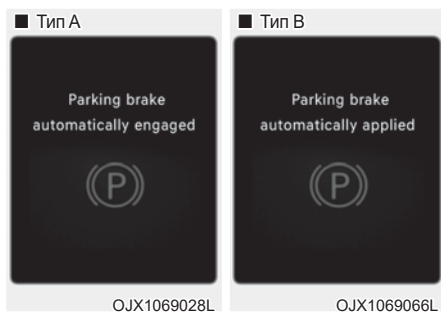 ■ Тип A
Parking brake
automatically engaged
P
OJX1069028L
■ Тип B
Parking brake
automatically applied
P
OJX1069066L